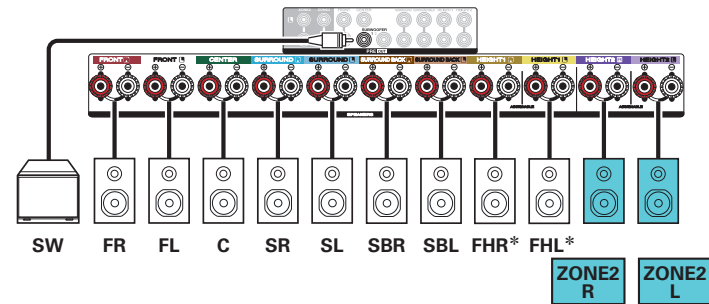 SUBWOOFER
PRE OUT
FRONT R FRONT L CENTER SURROUND R SURROUND L SURROUND BACK R SURROUND BACK L HEIGHT1 R HEIGHT1 L HEIGHT2 R HEIGHT2 L
ASSIGNABLE ASSIGNABLE
SPEAKERS
SW FR FL C SR SL SBR SBL FHR* FHL*
ZONE2 ZONE2
R L